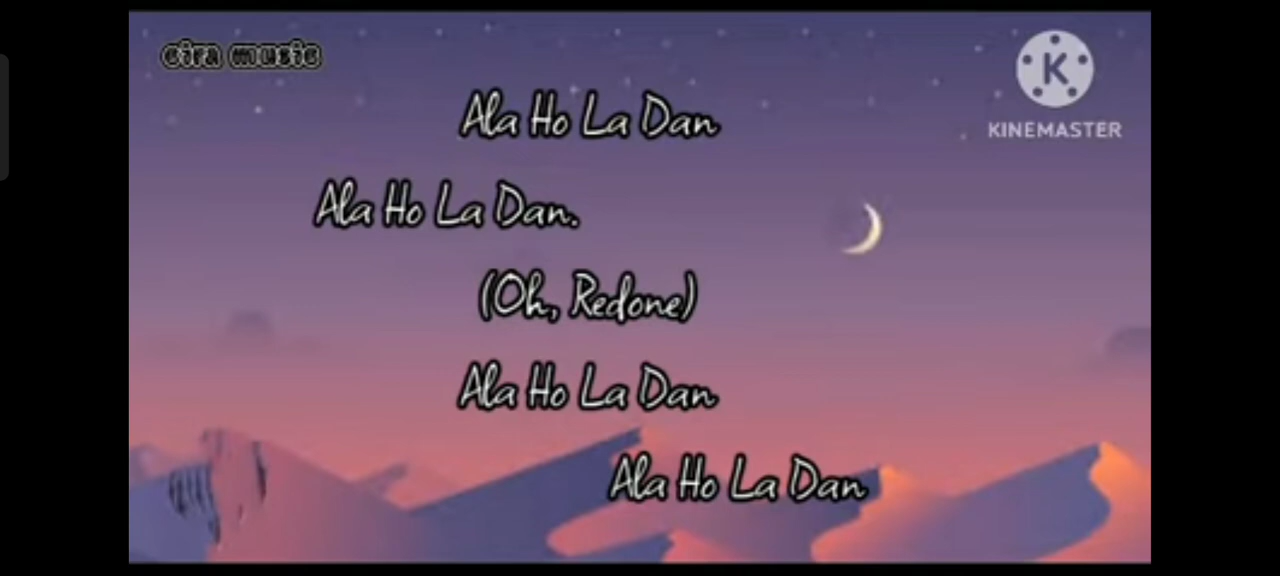 cira music
K
KINEMASTER
Ala Ho La Dan
Ala Ho La Dan.
(Oh, Redone)
Ala Ho La Dan
Ala Ho La Dan